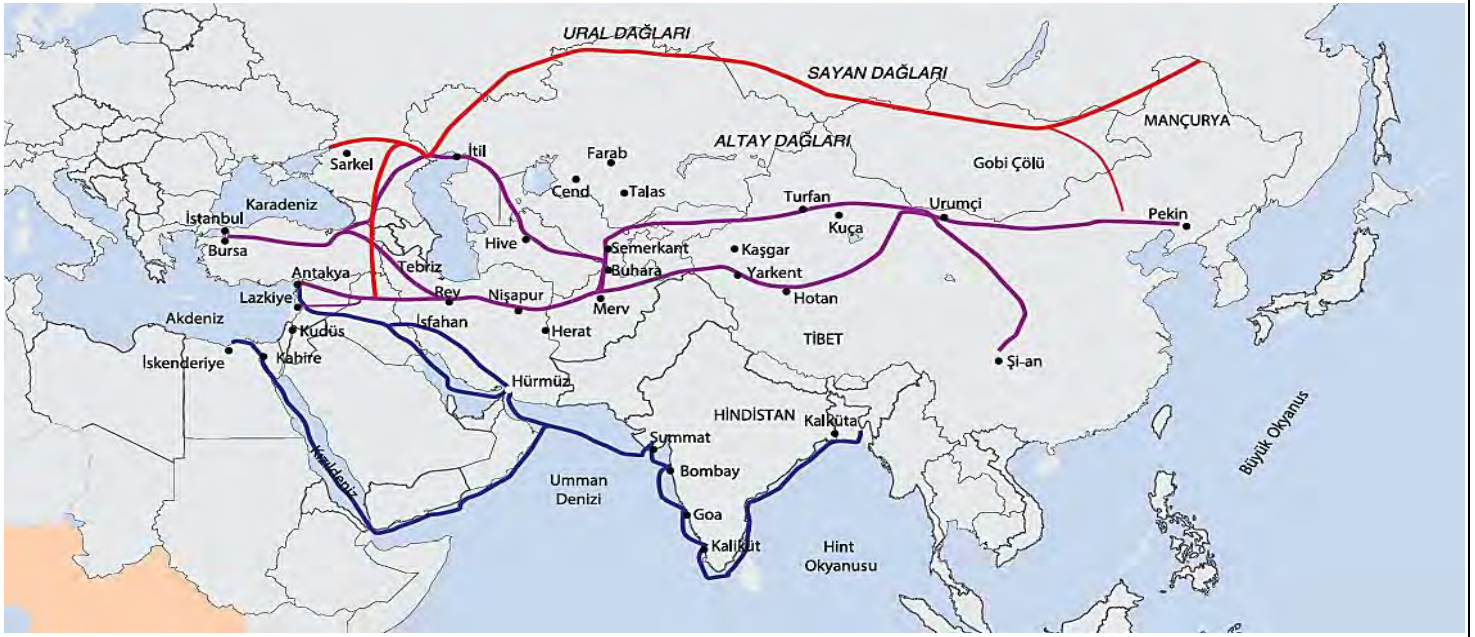 URAL DAĞLARI
SAYAN DAĞLARI
MANÇURYA
ALTAY DAĞLARI
Gobi Çölü
Sarkel
İtil
Farab
Cend
Talas
Turfan
Urumçi
Kuça
Pekin
Karadeniz
İstanbul
Bursa
Hive
Semerkant
Buhara
Kaşgar
Yarkent
Hotan
Antakya
Tebriz
Rey
Nişapur
Merv
Lazkiye
İsfahan
Herat
Akdeniz
Kudüs
TİBET
Şi-an
İskenderiye
Kahire
Hürmüz
HİNDİSTAN
Kalküta
Summat
Bombay
Kızıldeniz
Umman
Denizi
Goa
Kaliküt
Hint
Okyanusu
Büyük Okyanus